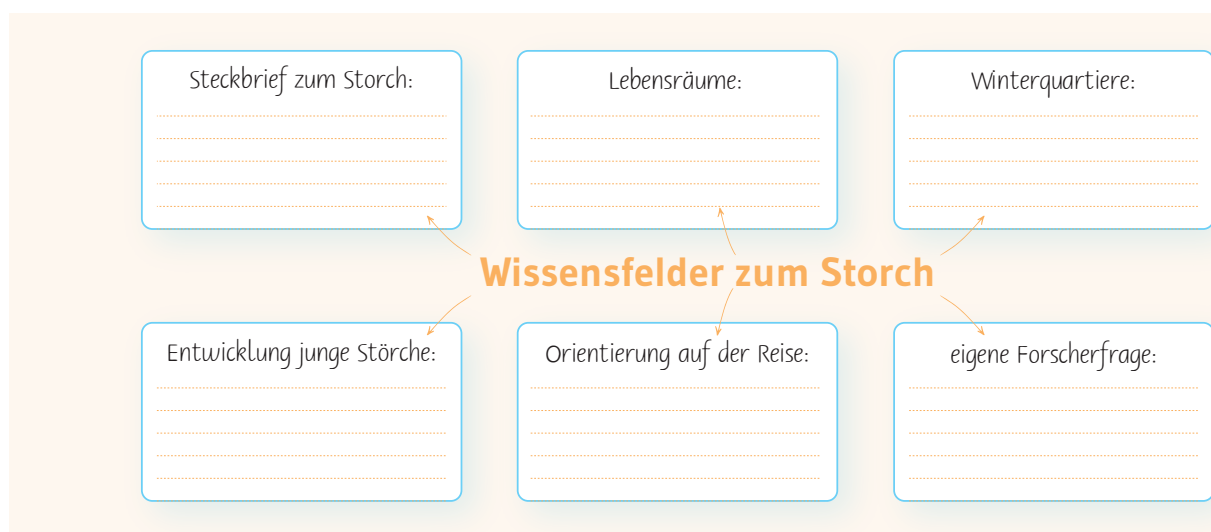 Steckbrief zum Storch:
Lebensräume:
Winterquartiere:
Wissensfelder zum Storch
Entwicklung junge Störche:
Orientierung auf der Reise:
eigene Forscherfrage: